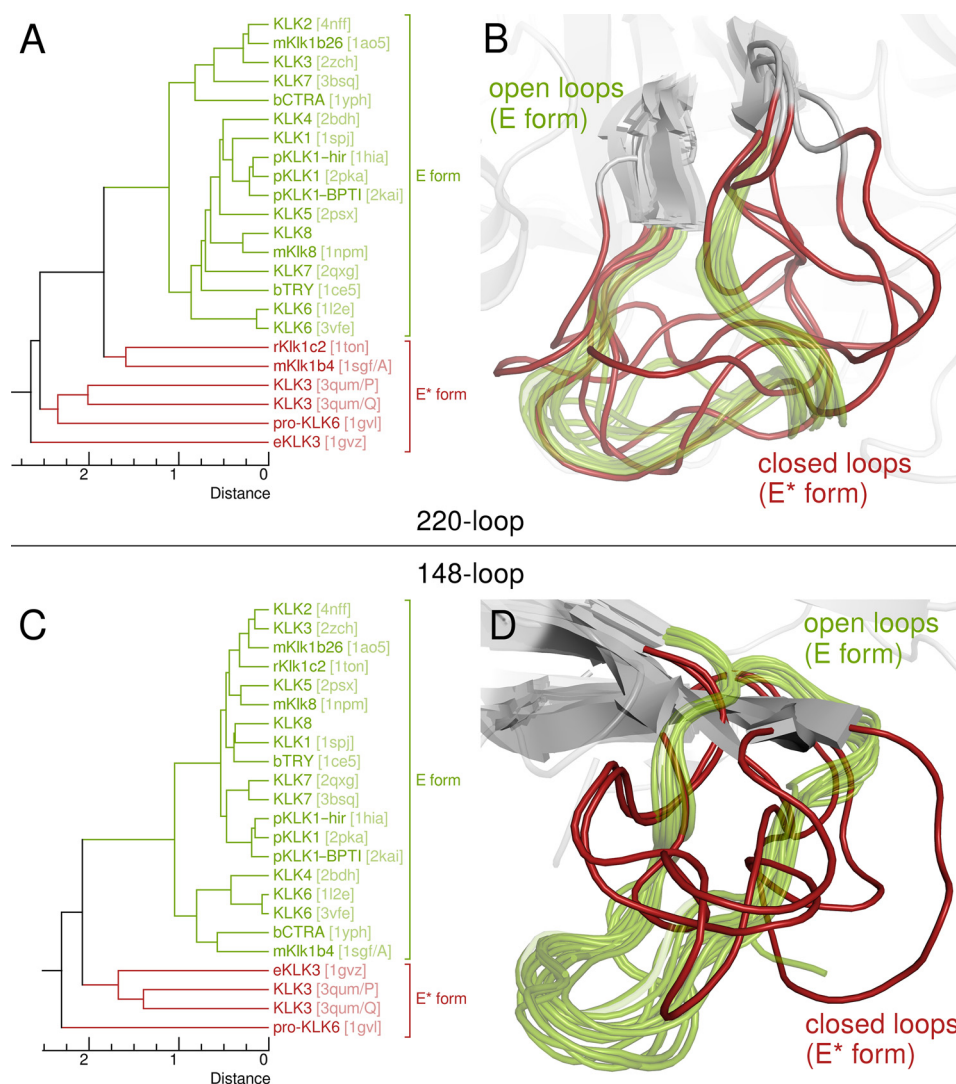 A
KLK2 [4nff]
mKlk1b26 [1ao5]
KLK3 [2zch]
KLK7 [3bsq]
bCTRA [1yph]
KLK4 [2bdh]
KLK1 [1spj]
pKLK1-hir [1hia]
pKLK1 [2pka]
pKLK1-BPTI [2kai]
KLK5 [2psx]
KLK8
mKlk8 [1npm]
KLK7 [2qxg]
bTRY [1ce5]
KLK6 [1l2e]
KLK6 [3vfe]
E form
rKlk1c2 [1ton]
mKlk1b4 [1sgf/A]
KLK3 [3qum/P]
KLK3 [3qum/Q]
pro-KLK6 [1gvl]
eKLK3 [1gvz]
E* form
2 1 0
Distance
B
open loops
(E form)
closed loops
(E* form)
220-loop
148-loop
C
KLK2 [4nff]
KLK3 [2zch]
mKlk1b26 [1ao5]
rKlk1c2 [1ton]
KLK5 [2psx]
mKlk8 [1npm]
KLK8
KLK1 [1spj]
bTRY [1ce5]
KLK7 [2qxg]
KLK7 [3bsq]
pKLK1-hir [1hia]
pKLK1 [2pka]
pKLK1-BPTI [2kai]
KLK4 [2bdh]
KLK6 [1l2e]
KLK6 [3vfe]
bCTRA [1yph]
mKlk1b4 [1sgf/A]
E form
eKLK3 [1gvz]
KLK3 [3qum/P]
KLK3 [3qum/Q]
pro-KLK6 [1gvl]
E* form
2 1 0
Distance
D
open loops
(E form)
closed loops
(E* form)